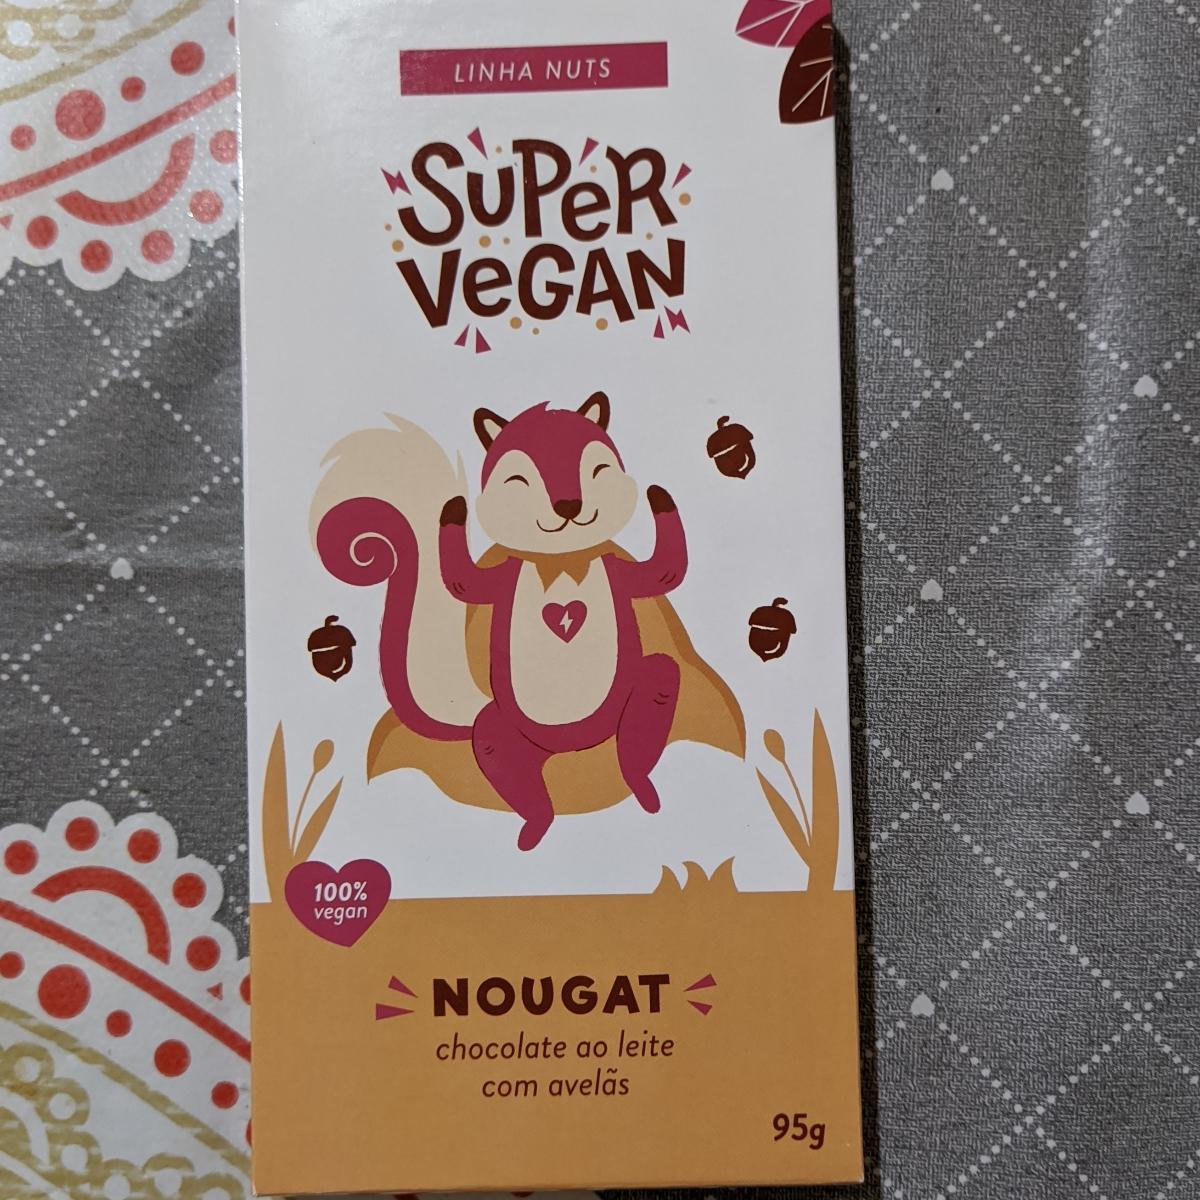 LINHA NUTS
SUPeR
VeGAN
100%
vegan
NOUGAT
chocolate ao leite
com avelãs
95g